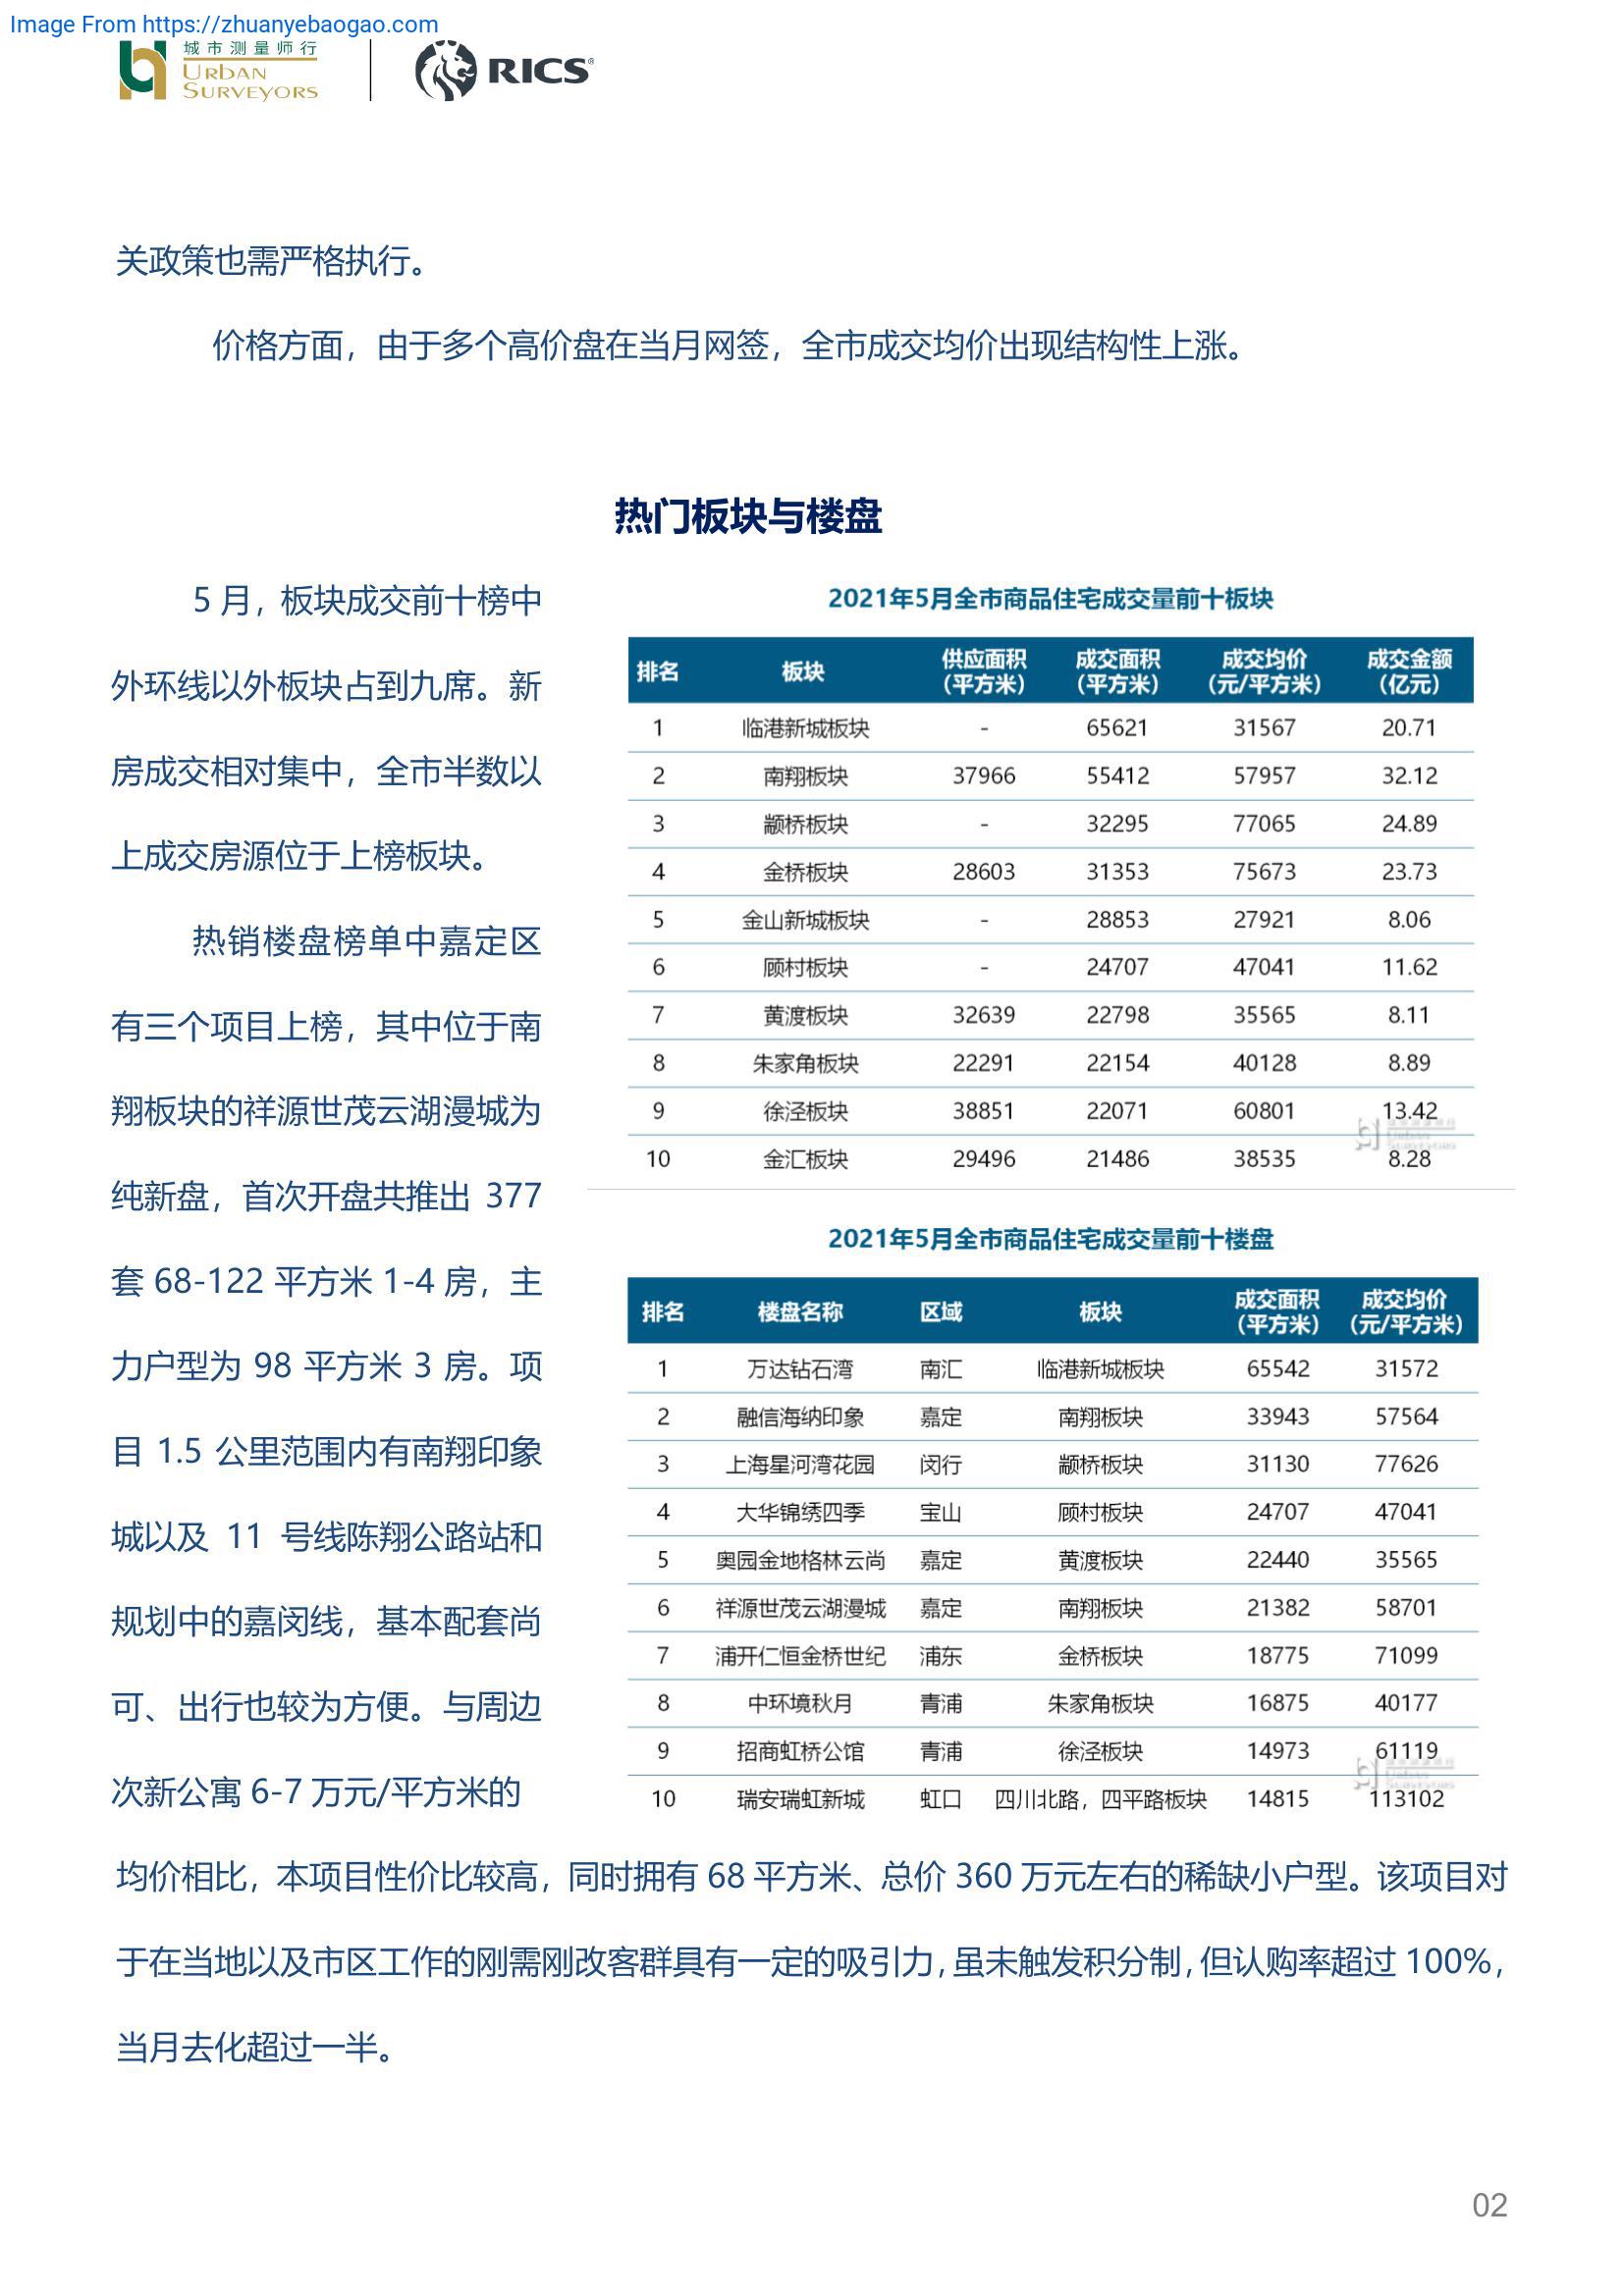 Image From https://zhuanyebaogao.com
城市测量师行
URBAN
SURVEYORS
RICS®
关政策也需严格执行。
价格方面，由于多个高价盘在当月网签，全市成交均价出现结构性上涨。
热门板块与楼盘
5 月，板块成交前十榜中
外环线以外板块占到九席。新
房成交相对集中，全市半数以
上成交房源位于上榜板块。
热销楼盘榜单中嘉定区
有三个项目上榜，其中位于南
翔板块的祥源世茂云湖漫城为
纯新盘，首次开盘共推出 377
套 68-122 平方米 1-4 房，主
力户型为 98 平方米 3 房。项
目 1.5 公里范围内有南翔印象
城以及 11 号线陈翔公路站和
规划中的嘉闵线，基本配套尚
可、出行也较为方便。与周边
次新公寓 6-7 万元/平方米的
2021年5月全市商品住宅成交量前十板块
排名 板块 供应面积（平方米） 成交面积（平方米） 成交均价（元/平方米） 成交金额（亿元）
1 临港新城板块 - 65621 31567 20.71
2 南翔板块 37966 55412 57957 32.12
3 颛桥板块 - 32295 77065 24.89
4 金桥板块 28603 31353 75673 23.73
5 金山新城板块 - 28853 27921 8.06
6 顾村板块 - 24707 47041 11.62
7 黄渡板块 32639 22798 35565 8.11
8 朱家角板块 22291 22154 40128 8.89
9 徐泾板块 38851 22071 60801 13.42
10 金汇板块 29496 21486 38535 8.28
2021年5月全市商品住宅成交量前十楼盘
排名 楼盘名称 区域 板块 成交面积（平方米） 成交均价（元/平方米）
1 万达钻石湾 南汇 临港新城板块 65542 31572
2 融信海纳印象 嘉定 南翔板块 33943 57564
3 上海星河湾花园 闵行 颛桥板块 31130 77626
4 大华锦绣四季 宝山 顾村板块 24707 47041
5 奥园金地格林云尚 嘉定 黄渡板块 22440 35565
6 祥源世茂云湖漫城 嘉定 南翔板块 21382 58701
7 浦开仁恒金桥世纪 浦东 金桥板块 18775 71099
8 中环境秋月 青浦 朱家角板块 16875 40177
9 招商虹桥公馆 青浦 徐泾板块 14973 61119
10 瑞安瑞虹新城 虹口 四川北路，四平路板块 14815 113102
均价相比，本项目性价比较高，同时拥有 68 平方米、总价 360 万元左右的稀缺小户型。该项目对
于在当地以及市区工作的刚需刚改客群具有一定的吸引力，虽未触发积分制，但认购率超过 100%，
当月去化超过一半。
02